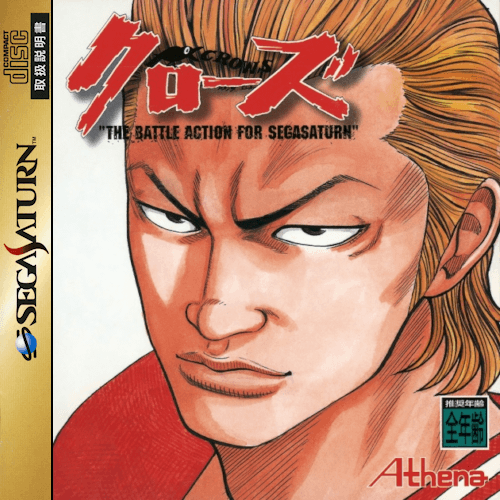 COMPACT
disc
取扱説明書
SEGASATURN™
CROWS
クローズ
"THE BATTLE ACTION FOR SEGASATURN"
推奨年齢
全年齢
Athena